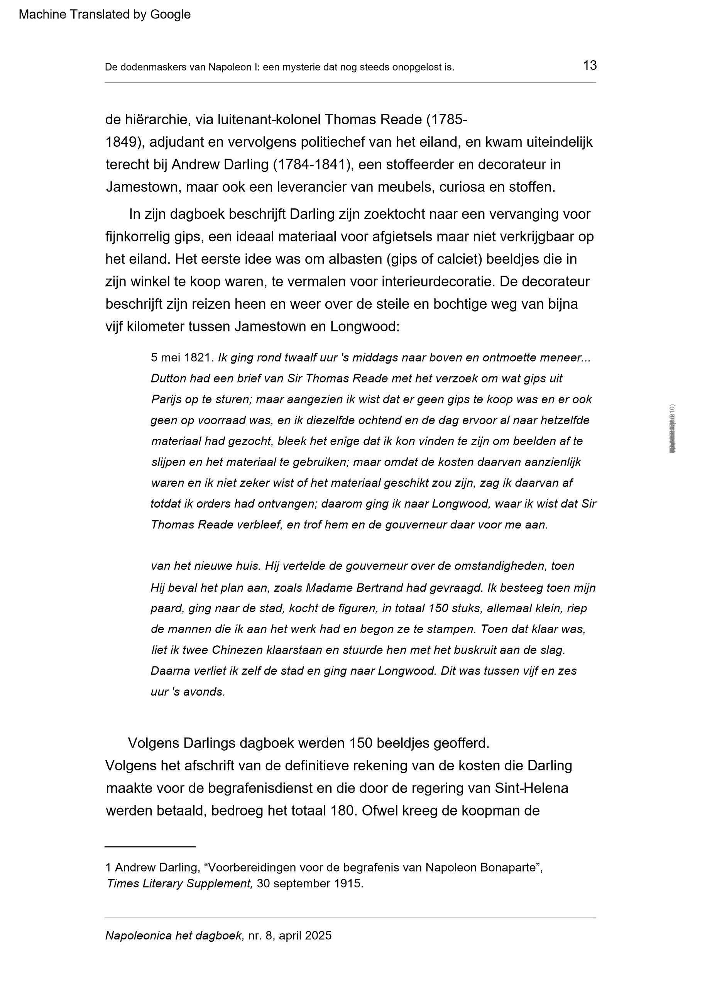 Machine Translated by Google
De dodenmaskers van Napoleon I: een mysterie dat nog steeds onopgelost is.
13
de hiërarchie, via luitenant-kolonel Thomas Reade (1785-
1849), adjudant en vervolgens politiechef van het eiland, en kwam uiteindelijk
terecht bij Andrew Darling (1784-1841), een stoffeerder en decorateur in
Jamestown, maar ook een leverancier van meubels, curiosa en stoffen.
In zijn dagboek beschrijft Darling zijn zoektocht naar een vervanging voor
fijnkorrelig gips, een ideaal materiaal voor afgietsels maar niet verkrijgbaar op
het eiland. Het eerste idee was om albasten (gips of calciet) beeldjes die in
zijn winkel te koop waren, te vermalen voor interieurdecoratie. De decorateur
beschrijft zijn reizen heen en weer over de steile en bochtige weg van bijna
vijf kilometer tussen Jamestown en Longwood:
5 mei 1821. Ik ging rond twaalf uur 's middags naar boven en ontmoette meneer...
Dutton had een brief van Sir Thomas Reade met het verzoek om wat gips uit
Parijs op te sturen; maar aangezien ik wist dat er geen gips te koop was en er ook
geen op voorraad was, en ik diezelfde ochtend en de dag ervoor al naar hetzelfde
materiaal had gezocht, bleek het enige dat ik kon vinden te zijn om beelden af te
slijpen en het materiaal te gebruiken; maar omdat de kosten daarvan aanzienlijk
waren en ik niet zeker wist of het materiaal geschikt zou zijn, zag ik daarvan af
totdat ik orders had ontvangen; daarom ging ik naar Longwood, waar ik wist dat Sir
Thomas Reade verbleef, en trof hem en de gouverneur daar voor me aan.
van het nieuwe huis. Hij vertelde de gouverneur over de omstandigheden, toen
Hij beval het plan aan, zoals Madame Bertrand had gevraagd. Ik besteeg toen mijn
paard, ging naar de stad, kocht de figuren, in totaal 150 stuks, allemaal klein, riep
de mannen die ik aan het werk had en begon ze te stampen. Toen dat klaar was,
liet ik twee Chinezen klaarstaan en stuurde hen met het buskruit aan de slag.
Daarna verliet ik zelf de stad en ging naar Longwood. Dit was tussen vijf en zes
uur 's avonds.
Volgens Darlings dagboek werden 150 beeldjes geofferd.
Volgens het afschrift van de definitieve rekening van de kosten die Darling
maakte voor de begrafenisdienst en die door de regering van Sint-Helena
werden betaald, bedroeg het totaal 180. Ofwel kreeg de koopman de
1 Andrew Darling, “Voorbereidingen voor de begrafenis van Napoleon Bonaparte”,
Times Literary Supplement, 30 september 1915.
Napoleonica het dagboek, nr. 8, april 2025